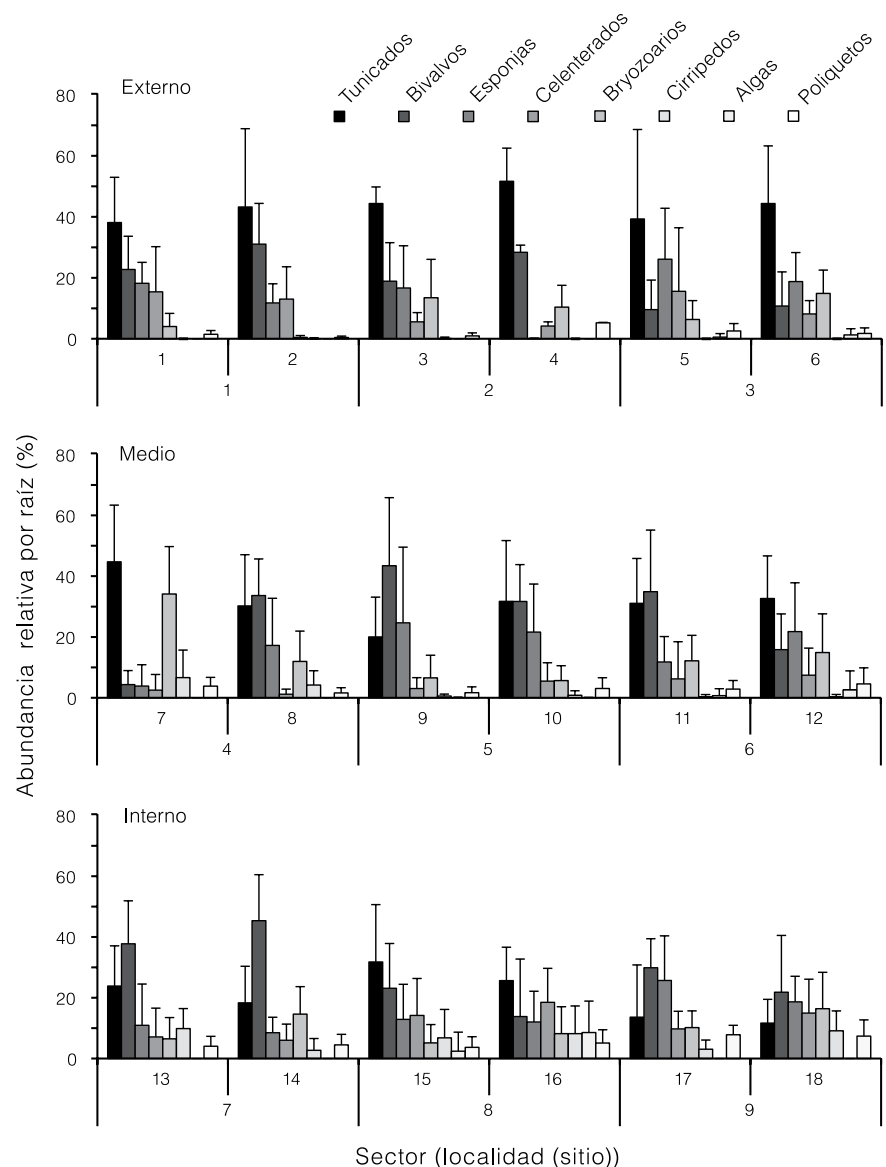 Tunicados
Bivalvos
Esponjas
Celenterados
Bryozoarios
Cirripedos
Algas
Poliquetos
Abundancia relativa por raíz (%)
Externo
80
60
40
20
0
1 2 3 4 5 6
1 2 3
Medio
80
60
40
20
0
7 8 9 10 11 12
4 5 6
Interno
80
60
40
20
0
13 14 15 16 17 18
7 8 9
Sector (localidad (sitio))